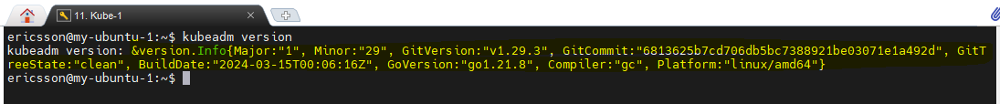 11. Kube-1
ericsson@my-ubuntu-1:~$ kubeadm version
kubeadm version: &version.Info{Major:"1", Minor:"29", GitVersion:"v1.29.3", GitCommit:"6813625b7cd706db5bc7388921be03071e1a492d", GitT
reeState:"clean", BuildDate:"2024-03-15T00:06:16Z", GoVersion:"go1.21.8", Compiler:"gc", Platform:"linux/amd64"}
ericsson@my-ubuntu-1:~$